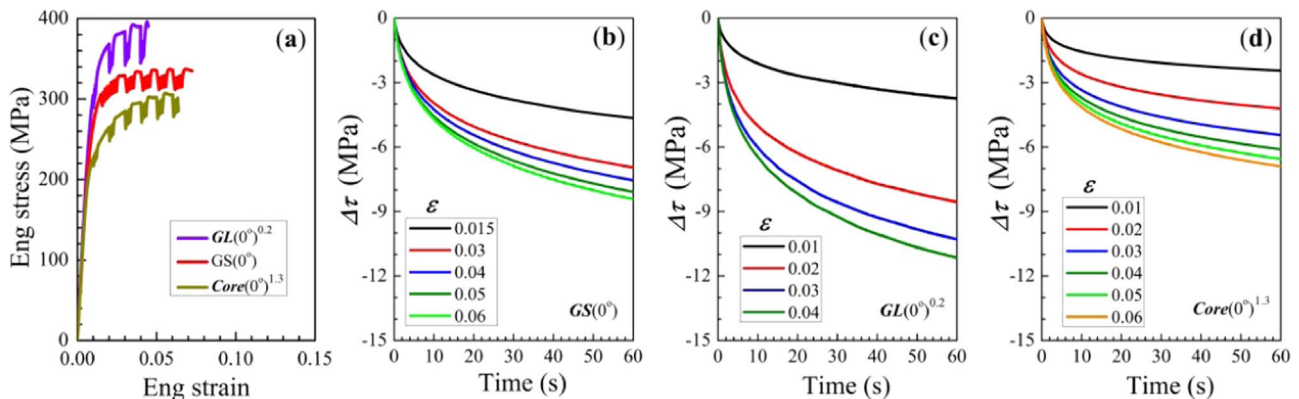 (a)
Eng stress (MPa)
400
300
200
100
0
GL(0°)^0.2
GS(0°)
Core(0°)^1.3
0.00 0.05 0.10 0.15
Eng strain
(b)
Δτ (MPa)
0
-3
-6
-9
-12
-15
ε
0.015
0.03
0.04
0.05
0.06
GS(0°)
0 10 20 30 40 50 60
Time (s)
(c)
Δτ (MPa)
0
-3
-6
-9
-12
-15
ε
0.01
0.02
0.03
0.04
GL(0°)^0.2
0 10 20 30 40 50 60
Time (s)
(d)
Δτ (MPa)
0
-3
-6
-9
-12
-15
ε
0.01
0.02
0.03
0.04
0.05
0.06
Core(0°)^1.3
0 10 20 30 40 50 60
Time (s)